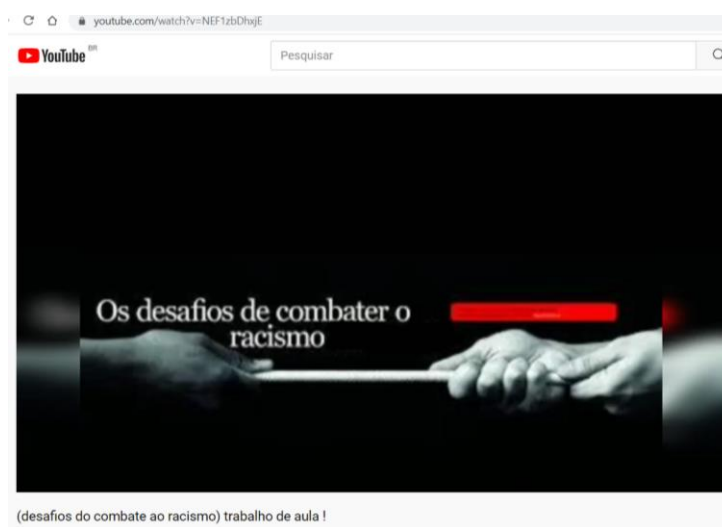 youtube.com/watch?v=NEF1zbDhxjE
YouTube BR
Pesquisar
Os desafios de combater o
racismo
(desafios do combate ao racismo) trabalho de aula !